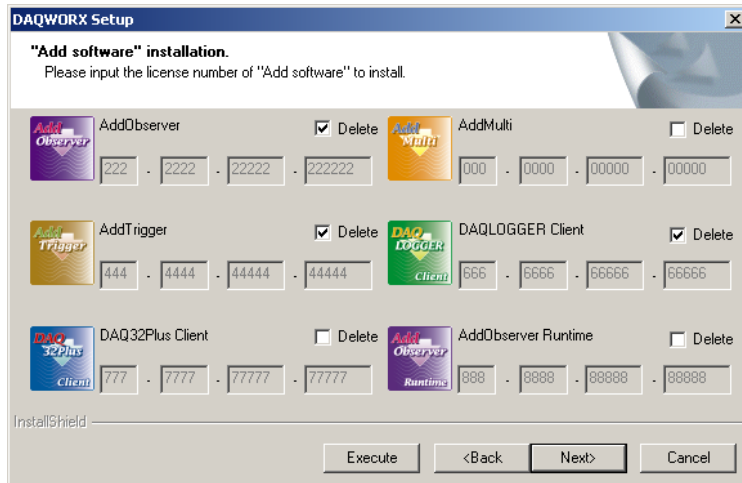 DAQWORX Setup
"Add software" installation.
Please input the license number of "Add software" to install.
Add Observer
AddObserver
Delete
222 - 2222 - 22222 - 222222
Add Multi
AddMulti
Delete
000 - 0000 - 00000 - 00000
Add Trigger
AddTrigger
Delete
444 - 4444 - 44444 - 44444
DAQ LOGGER Client
DAQLOGGER Client
Delete
666 - 6666 - 66666 - 66666
DAQ 32Plus Client
DAQ32Plus Client
Delete
777 - 7777 - 77777 - 77777
Add Observer Runtime
AddObserver Runtime
Delete
888 - 8888 - 88888 - 88888
InstallShield
Execute
<Back
Next>
Cancel